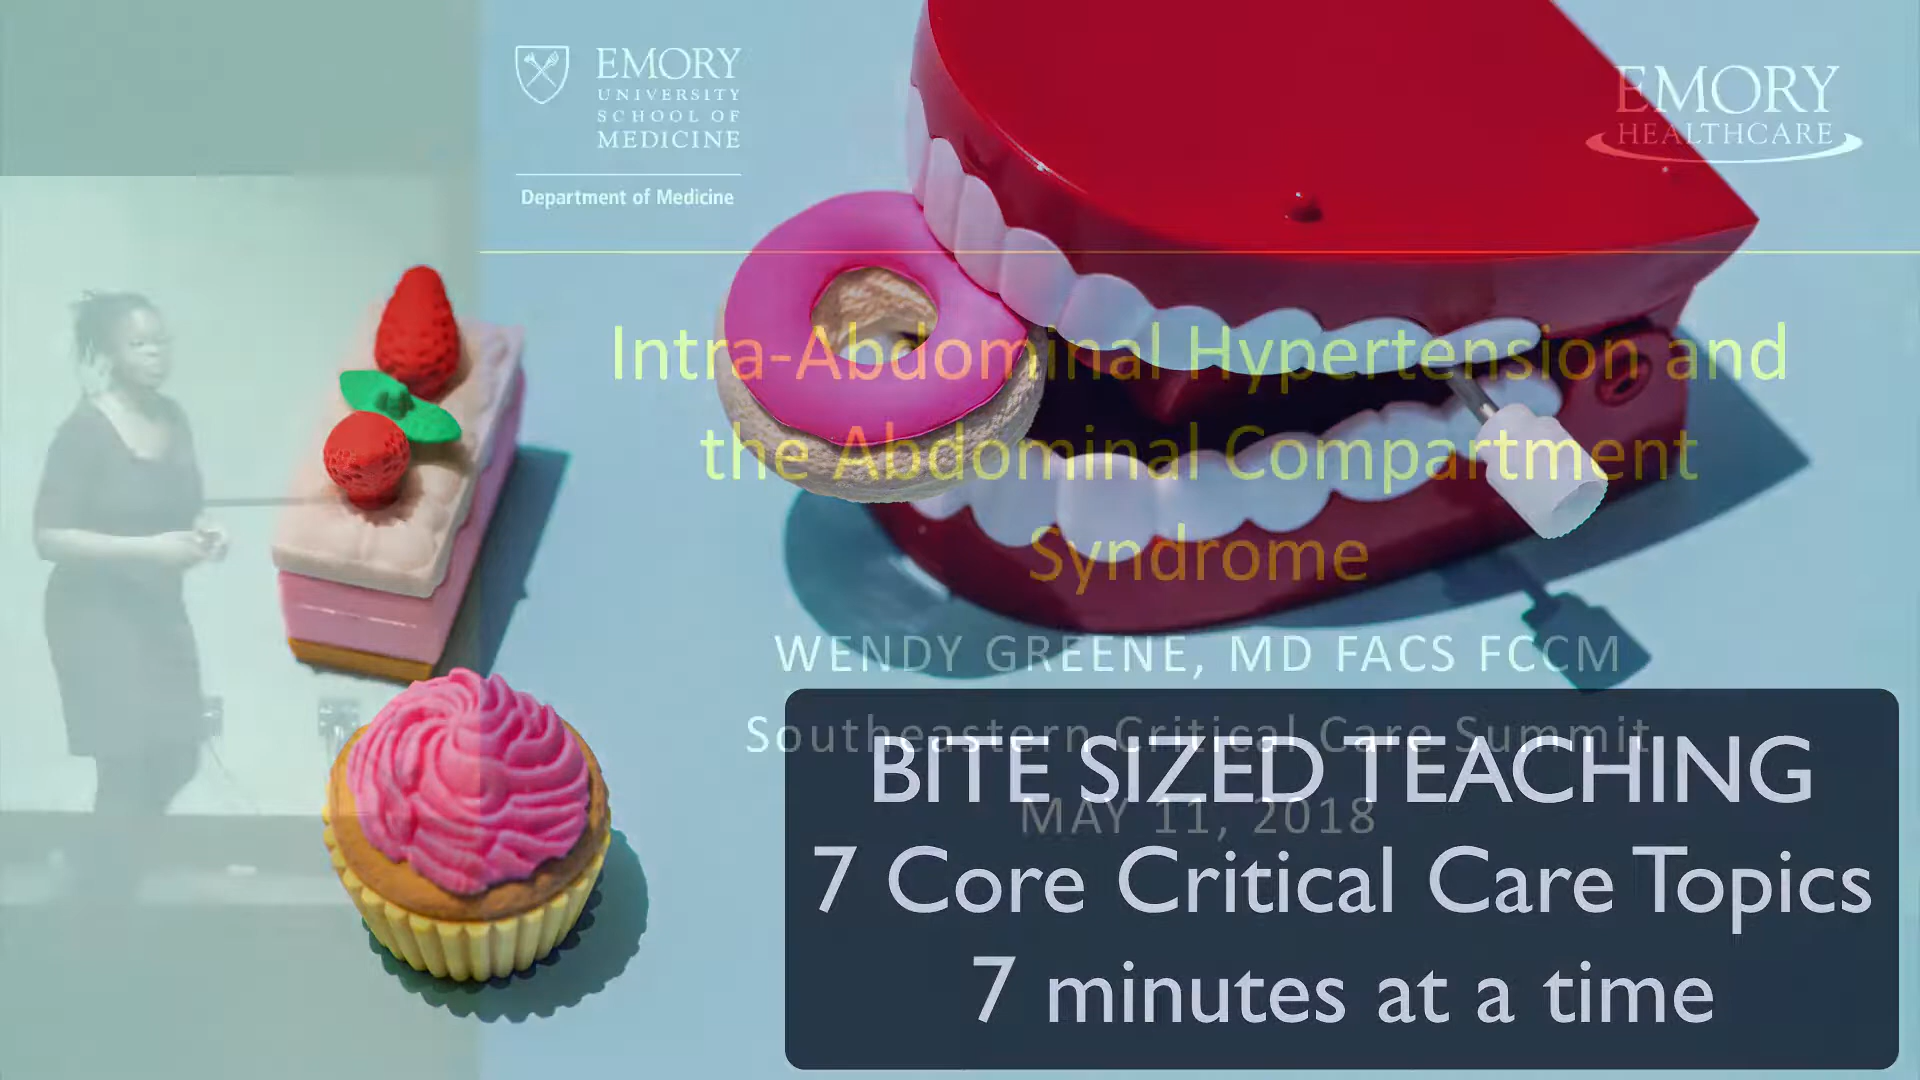 EMORY
UNIVERSITY
SCHOOL OF
MEDICINE
Department of Medicine
EMORY
HEALTHCARE
Intra-Abdominal Hypertension and
the Abdominal Compartment
Syndrome
WENDY GREENE, MD FACS FCCM
Southeastern Critical Care Summit
MAY 11, 2018
BITE SIZED TEACHING
7 Core Critical Care Topics
7 minutes at a time